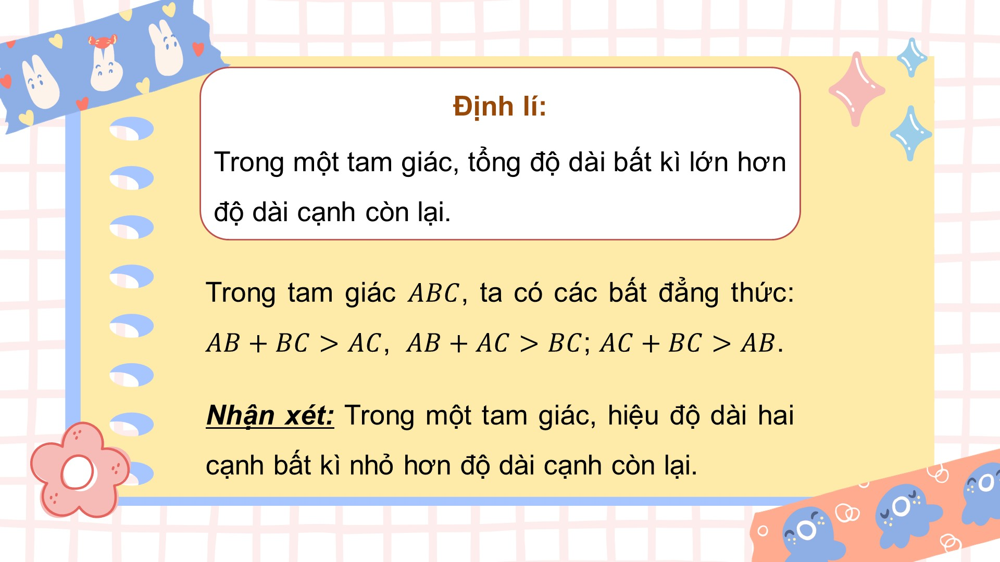 Định lí:
Trong một tam giác, tổng độ dài bất kì lớn hơn
độ dài cạnh còn lại.
Trong tam giác ABC, ta có các bất đẳng thức:
AB + BC > AC, AB + AC > BC; AC + BC > AB.
Nhận xét: Trong một tam giác, hiệu độ dài hai
cạnh bất kì nhỏ hơn độ dài cạnh còn lại.